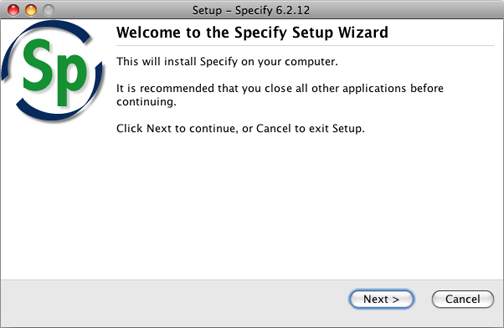 Setup – Specify 6.2.12
Sp
Welcome to the Specify Setup Wizard
This will install Specify on your computer.
It is recommended that you close all other applications before
continuing.
Click Next to continue, or Cancel to exit Setup.
Next >
Cancel